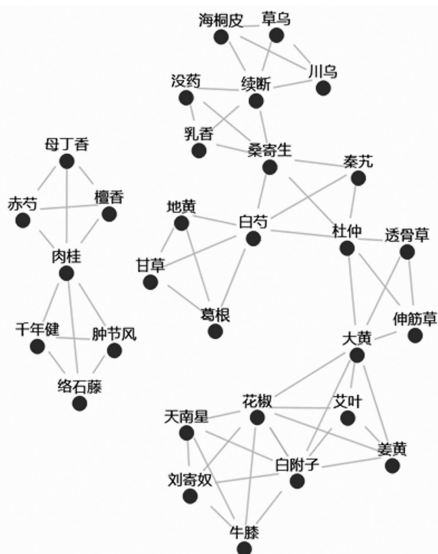 海桐皮
草乌
川乌
没药
续断
乳香
桑寄生
秦艽
母丁香
赤芍
檀香
肉桂
千年健
肿节风
络石藤
地黄
白芍
杜仲
透骨草
甘草
葛根
伸筋草
大黄
天南星
花椒
艾叶
姜黄
刘寄奴
白附子
牛膝